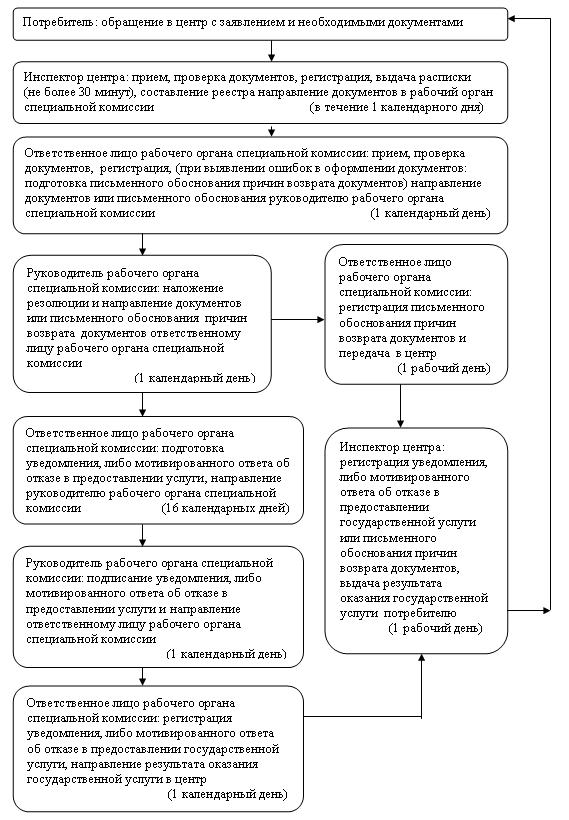 Потребитель: обращение в центр с заявлением и необходимыми документами
Инспектор центра: прием, проверка документов, регистрация, выдача расписки
(не более 30 минут), составление реестра направление документов в рабочий орган
специальной комиссии (в течение 1 календарного дня)
Ответственное лицо рабочего органа специальной комиссии: прием, проверка
документов, регистрация, (при выявлении ошибок в оформлении документов:
подготовка письменного обоснования причин возврата документов) направление
документов или письменного обоснования руководителю рабочего органа
специальной комиссии (1 календарный день)
Руководитель рабочего органа
специальной комиссии: наложение
резолюции и направление документов
или письменного обоснования причин
возврата документов ответственному
лицу рабочего органа специальной
комиссии
(1 календарный день)
Ответственное лицо
рабочего органа
специальной комиссии:
регистрация письменного
обоснования причин
возврата документов и
передача в центр
(1 рабочий день)
Ответственное лицо рабочего органа
специальной комиссии: подготовка
уведомления, либо мотивированного ответа об
отказе в предоставлении услуги, направление
руководителю рабочего органа специальной
комиссии (16 календарных дней)
Инспектор центра:
регистрация уведомления,
либо мотивированного
ответа об отказе в
предоставлении
государственной услуги
или письменного
обоснования причин
возврата документов,
выдача результата
оказания государственной
услуги потребителю
(1 рабочий день)
Руководитель рабочего органа специальной
комиссии: подписание уведомления, либо
мотивированного ответа об отказе в
предоставлении услуги и направление
ответственному лицу рабочего органа
специальной комиссии
(1 календарный день)
Ответственное лицо рабочего органа
специальной комиссии: регистрация
уведомления, либо мотивированного ответа
об отказе в предоставлении государственной
услуги, направление результата оказания
государственной услуги в центр
(1 календарный день)